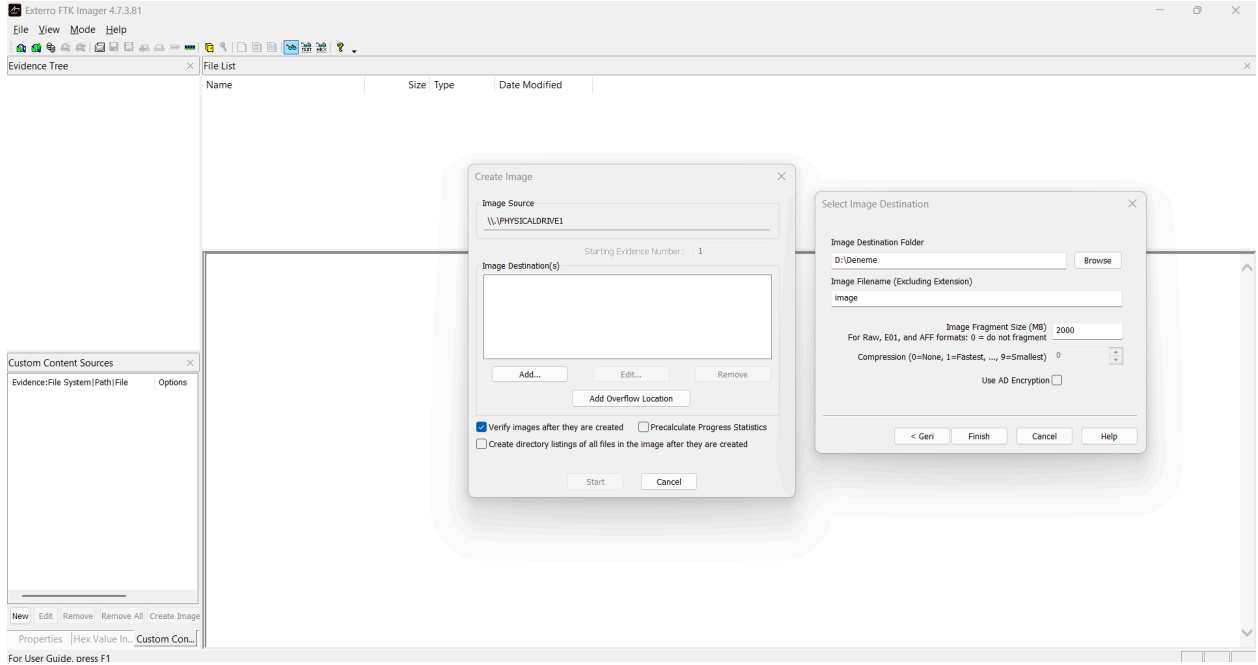 Exterro FTK Imager 4.7.3.81
File View Mode Help
Evidence Tree
File List
Name Size Type Date Modified
Create Image
Image Source
\\.\PHYSICALDRIVE1
Starting Evidence Number: 1
Image Destination(s)
Add... Edit... Remove
Add Overflow Location
Verify images after they are created Precalculate Progress Statistics
Create directory listings of all files in the image after they are created
Start Cancel
Select Image Destination
Image Destination Folder
D:\Deneme Browse
Image Filename (Excluding Extension)
image
Image Fragment Size (MB) 2000
For Raw, E01, and AFF formats: 0 = do not fragment
Compression (0=None, 1=Fastest, ..., 9=Smallest) 0
Use AD Encryption
< Geri Finish Cancel Help
Custom Content Sources
Evidence:File System|Path|File Options
New Edit Remove Remove All Create Image
Properties Hex Value In... Custom Con...
For User Guide, press F1